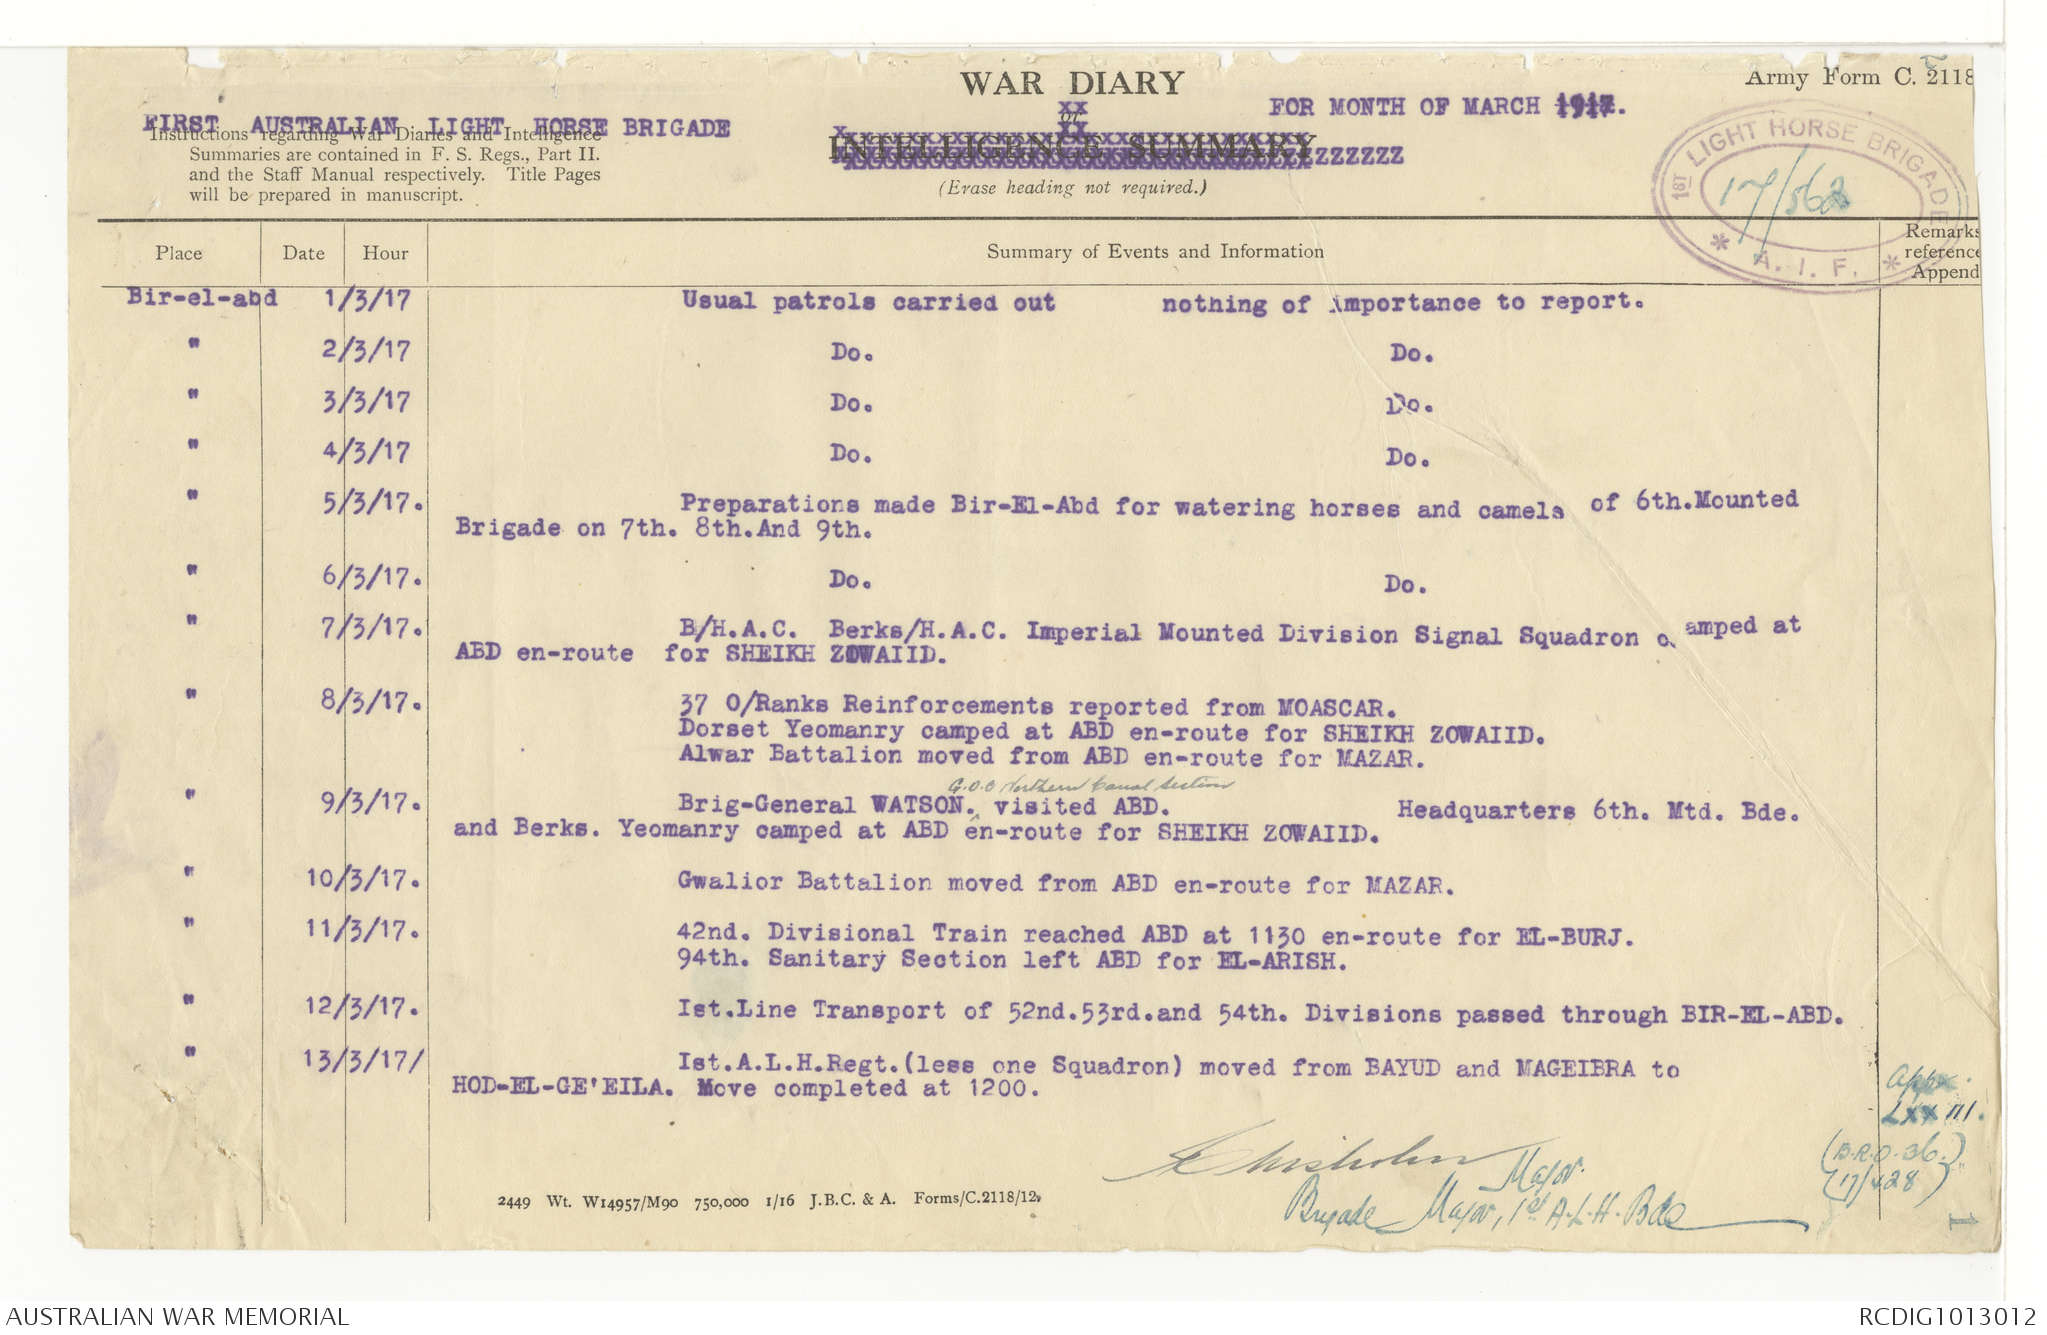 WAR DIARY
Army Form C. 2118
FIRST AUSTRALIAN LIGHT HORSE BRIGADE
or
FOR MONTH OF MARCH 1917.
INTELLIGENCE SUMMARY
(Erase heading not required.)
Instructions regarding War Diaries and Intelligence
Summaries are contained in F. S. Regs., Part II.
and the Staff Manual respectively. Title Pages
will be prepared in manuscript.
1ST LIGHT HORSE BRIGADE
17/562
* A. I. F. *
Place Date Hour Summary of Events and Information Remarks
reference
Append
Bir-el-abd 1/3/17 Usual patrols carried out nothing of importance to report.
" 2/3/17 Do. Do.
" 3/3/17 Do. Do.
" 4/3/17 Do. Do.
" 5/3/17. Preparations made Bir-El-Abd for watering horses and camels of 6th.Mounted
Brigade on 7th. 8th.And 9th.
" 6/3/17. Do. Do.
" 7/3/17. B/H.A.C. Berks/H.A.C. Imperial Mounted Division Signal Squadron camped at
ABD en-route for SHEIKH ZOWAIID.
" 8/3/17. 37 O/Ranks Reinforcements reported from MOASCAR.
Dorset Yeomanry camped at ABD en-route for SHEIKH ZOWAIID.
Alwar Battalion moved from ABD en-route for MAZAR.
G.O.C Northern Canal Section
" 9/3/17. Brig-General WATSON. visited ABD. Headquarters 6th. Mtd. Bde.
and Berks. Yeomanry camped at ABD en-route for SHEIKH ZOWAIID.
" 10/3/17. Gwalior Battalion moved from ABD en-route for MAZAR.
" 11/3/17. 42nd. Divisional Train reached ABD at 1130 en-route for EL-BURJ.
94th. Sanitary Section left ABD for EL-ARISH.
" 12/3/17. Ist.Line Transport of 52nd.53rd.and 54th. Divisions passed through BIR-EL-ABD.
" 13/3/17/ Ist.A.L.H.Regt.(less one Squadron) moved from BAYUD and MAGEIBRA to
HOD-EL-GE'EILA. Move completed at 1200.
Appx.
LXXIII.
(B.R.O. 36.)
(17/428)
Chisholm Major.
Brigade Major, 1st A.L.H. Bde
2449 Wt. W14957/M90 750,000 1/16 J.B.C. & A. Forms/C.2118/12.
1
AUSTRALIAN WAR MEMORIAL
RCDIG1013012